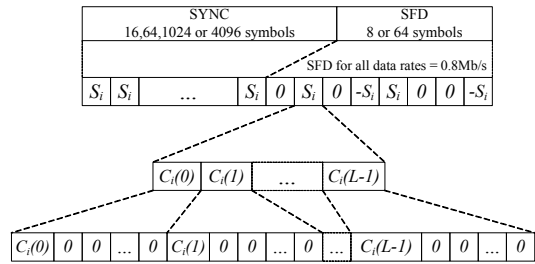 SYNC SFD
16,64,1024 or 4096 symbols 8 or 64 symbols
SFD for all data rates = 0.8Mb/s
Si Si ... Si 0 Si 0 -Si Si 0 0 -Si
Ci(0) Ci(1) ... Ci(L-1)
Ci(0) 0 0 ... 0 Ci(1) 0 0 ... 0 ... Ci(L-1) 0 0 ... 0